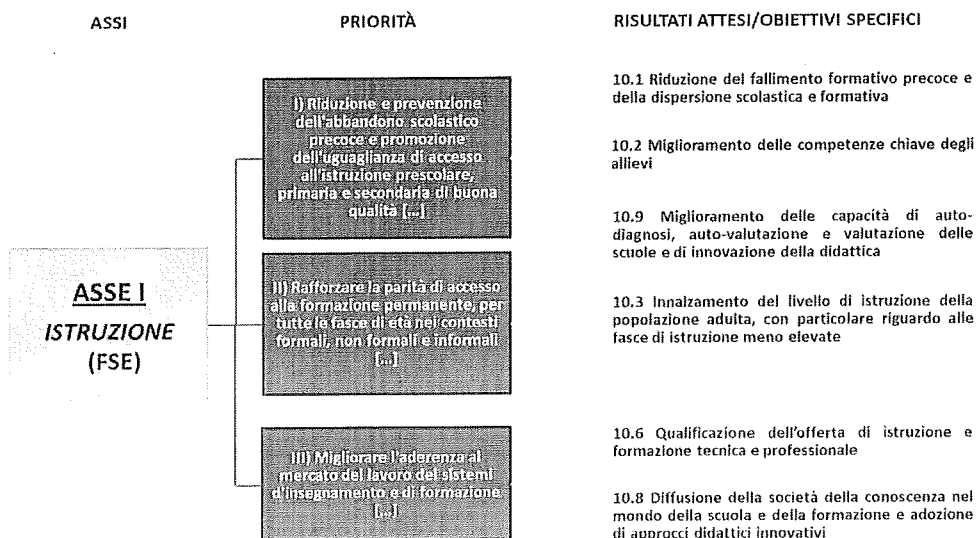 ASSI
PRIORITÀ
RISULTATI ATTESI/OBIETTIVI SPECIFICI
ASSE I
ISTRUZIONE
(FSE)
I) Riduzione e prevenzione
dell'abbandono scolastico
precoce e promozione
dell'uguaglianza di accesso
all'istruzione prescolare,
primaria e secondaria di buona
qualità [...]
10.1 Riduzione del fallimento formativo precoce e
della dispersione scolastica e formativa
10.2 Miglioramento delle competenze chiave degli
allievi
10.9 Miglioramento delle capacità di auto-
diagnosi, auto-valutazione e valutazione delle
scuole e di innovazione della didattica
II) Rafforzare la parità di accesso
alla formazione permanente, per
tutte le fasce di età nei contesti
formali, non formali e informali
[...]
10.3 Innalzamento del livello di istruzione della
popolazione adulta, con particolare riguardo alle
fasce di istruzione meno elevate
III) Migliorare l'aderenza al
mercato del lavoro dei sistemi
d'insegnamento e di formazione
[...]
10.6 Qualificazione dell'offerta di istruzione e
formazione tecnica e professionale
10.8 Diffusione della società della conoscenza nel
mondo della scuola e della formazione e adozione
di approcci didattici innovativi